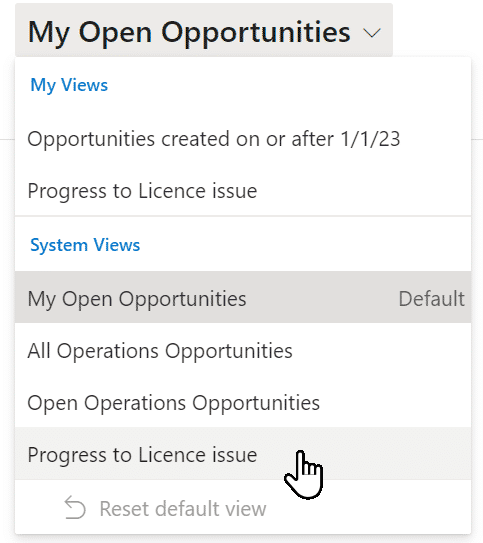 My Open Opportunities
My Views
Opportunities created on or after 1/1/23
Progress to Licence issue
System Views
My Open Opportunities Default
All Operations Opportunities
Open Operations Opportunities
Progress to Licence issue
Reset default view